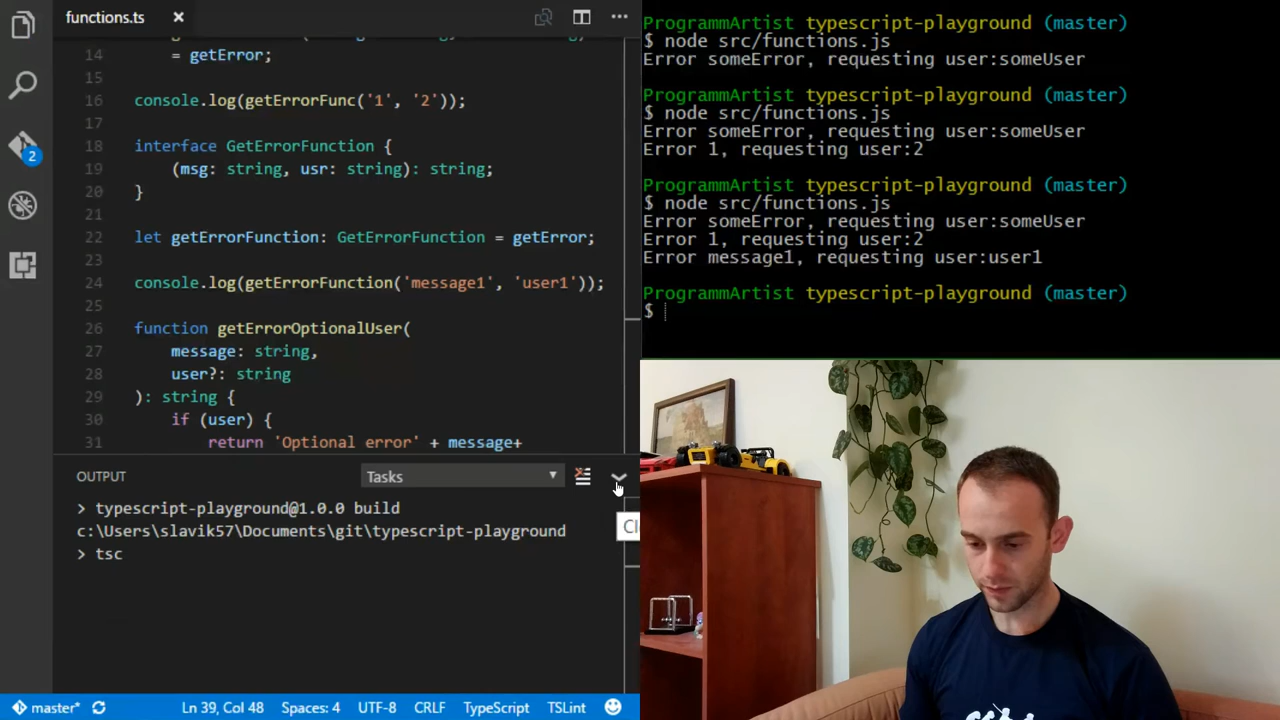 functions.ts
14 = getError;
15
16 console.log(getErrorFunc('1', '2'));
17
18 interface GetErrorFunction {
19 (msg: string, usr: string): string;
20 }
21
22 let getErrorFunction: GetErrorFunction = getError;
23
24 console.log(getErrorFunction('message1', 'user1'));
25
26 function getErrorOptionalUser(
27 message: string,
28 user?: string
29 ): string {
30 if (user) {
31 return 'Optional error' + message+
2
OUTPUT
Tasks
> typescript-playground@1.0.0 build
c:\Users\slavik57\Documents\git\typescript-playground
> tsc
master*
Ln 39, Col 48
Spaces: 4
UTF-8
CRLF
TypeScript
TSLint
ProgrammArtist typescript-playground (master)
$ node src/functions.js
Error someError, requesting user:someUser
ProgrammArtist typescript-playground (master)
$ node src/functions.js
Error someError, requesting user:someUser
Error 1, requesting user:2
ProgrammArtist typescript-playground (master)
$ node src/functions.js
Error someError, requesting user:someUser
Error 1, requesting user:2
Error message1, requesting user:user1
ProgrammArtist typescript-playground (master)
$